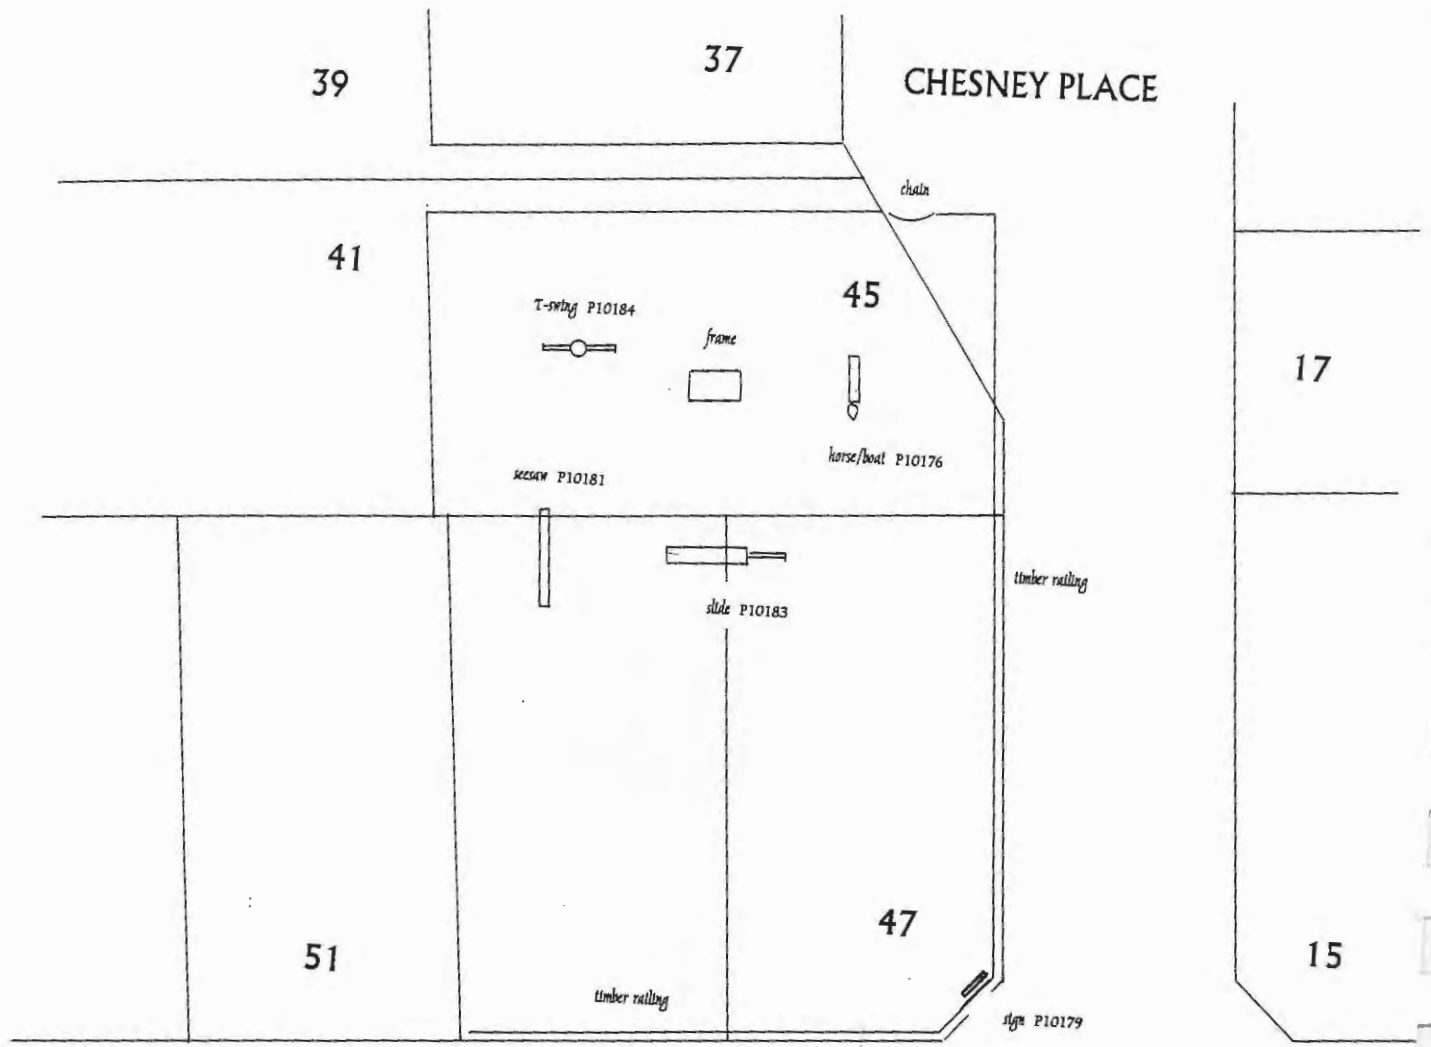 37
39
CHESNEY PLACE
chain
41
45
T-swing P10184
frame
17
horse/boat P10176
seesaw P10181
timber railing
slide P10183
47
51
15
timber railing
sign P10179